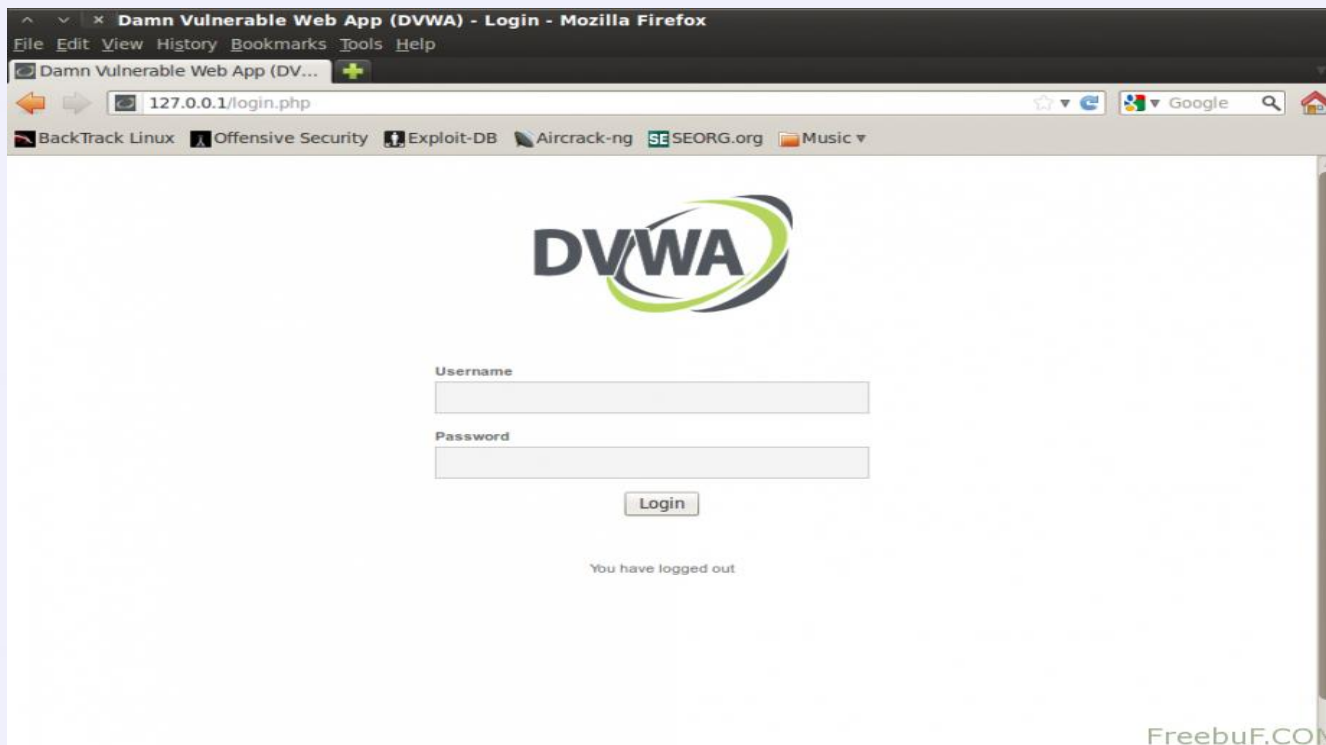 Damn Vulnerable Web App (DVWA) - Login - Mozilla Firefox
File Edit View History Bookmarks Tools Help
Damn Vulnerable Web App (DV...
127.0.0.1/login.php
Google
BackTrack Linux Offensive Security Exploit-DB Aircrack-ng SE SEORG.org Music
DVWA
Username
Password
Login
You have logged out
FreebuF.COM